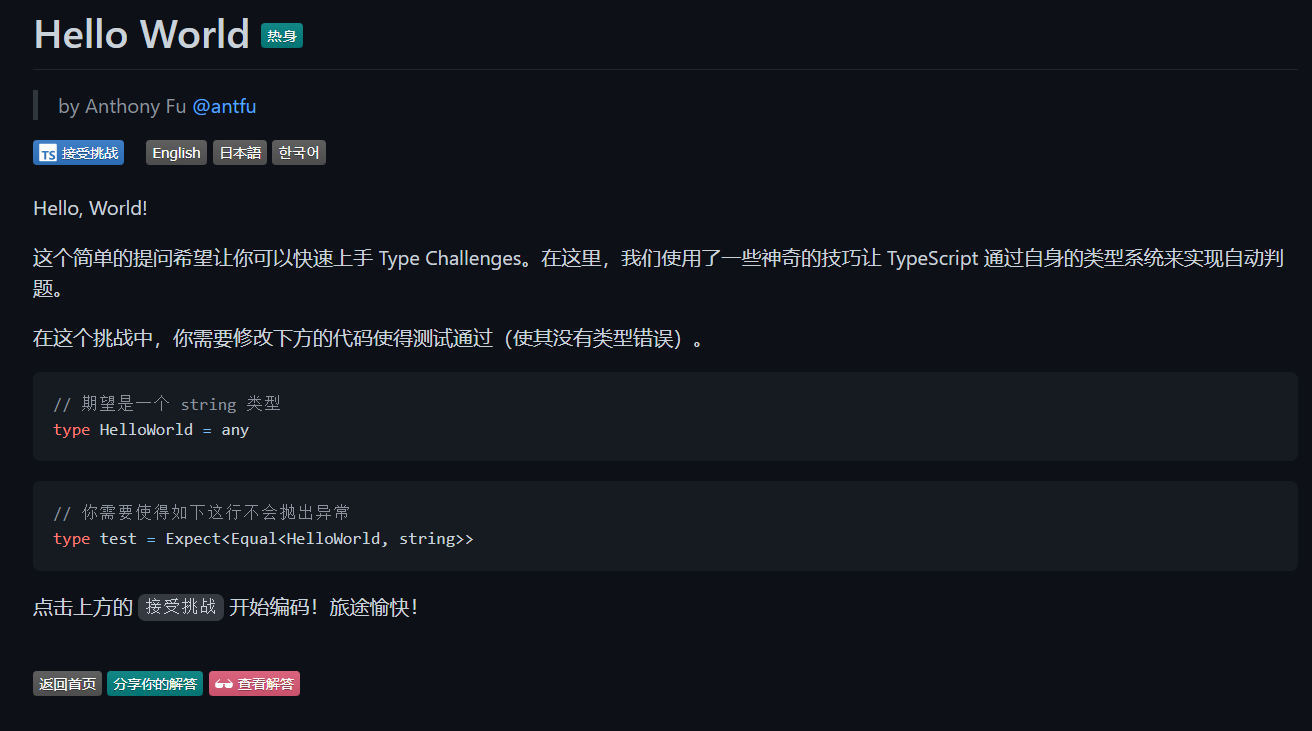 Hello World 热身
by Anthony Fu @antfu
TS 接受挑战 English 日本語 한국어
Hello, World!
这个简单的提问希望让你可以快速上手 Type Challenges。在这里，我们使用了一些神奇的技巧让 TypeScript 通过自身的类型系统来实现自动判
题。
在这个挑战中，你需要修改下方的代码使得测试通过（使其没有类型错误）。
// 期望是一个 string 类型
type HelloWorld = any
// 你需要使得如下这行不会抛出异常
type test = Expect<Equal<HelloWorld, string>>
点击上方的 接受挑战 开始编码！旅途愉快！
返回首页 分享你的解答 查看解答